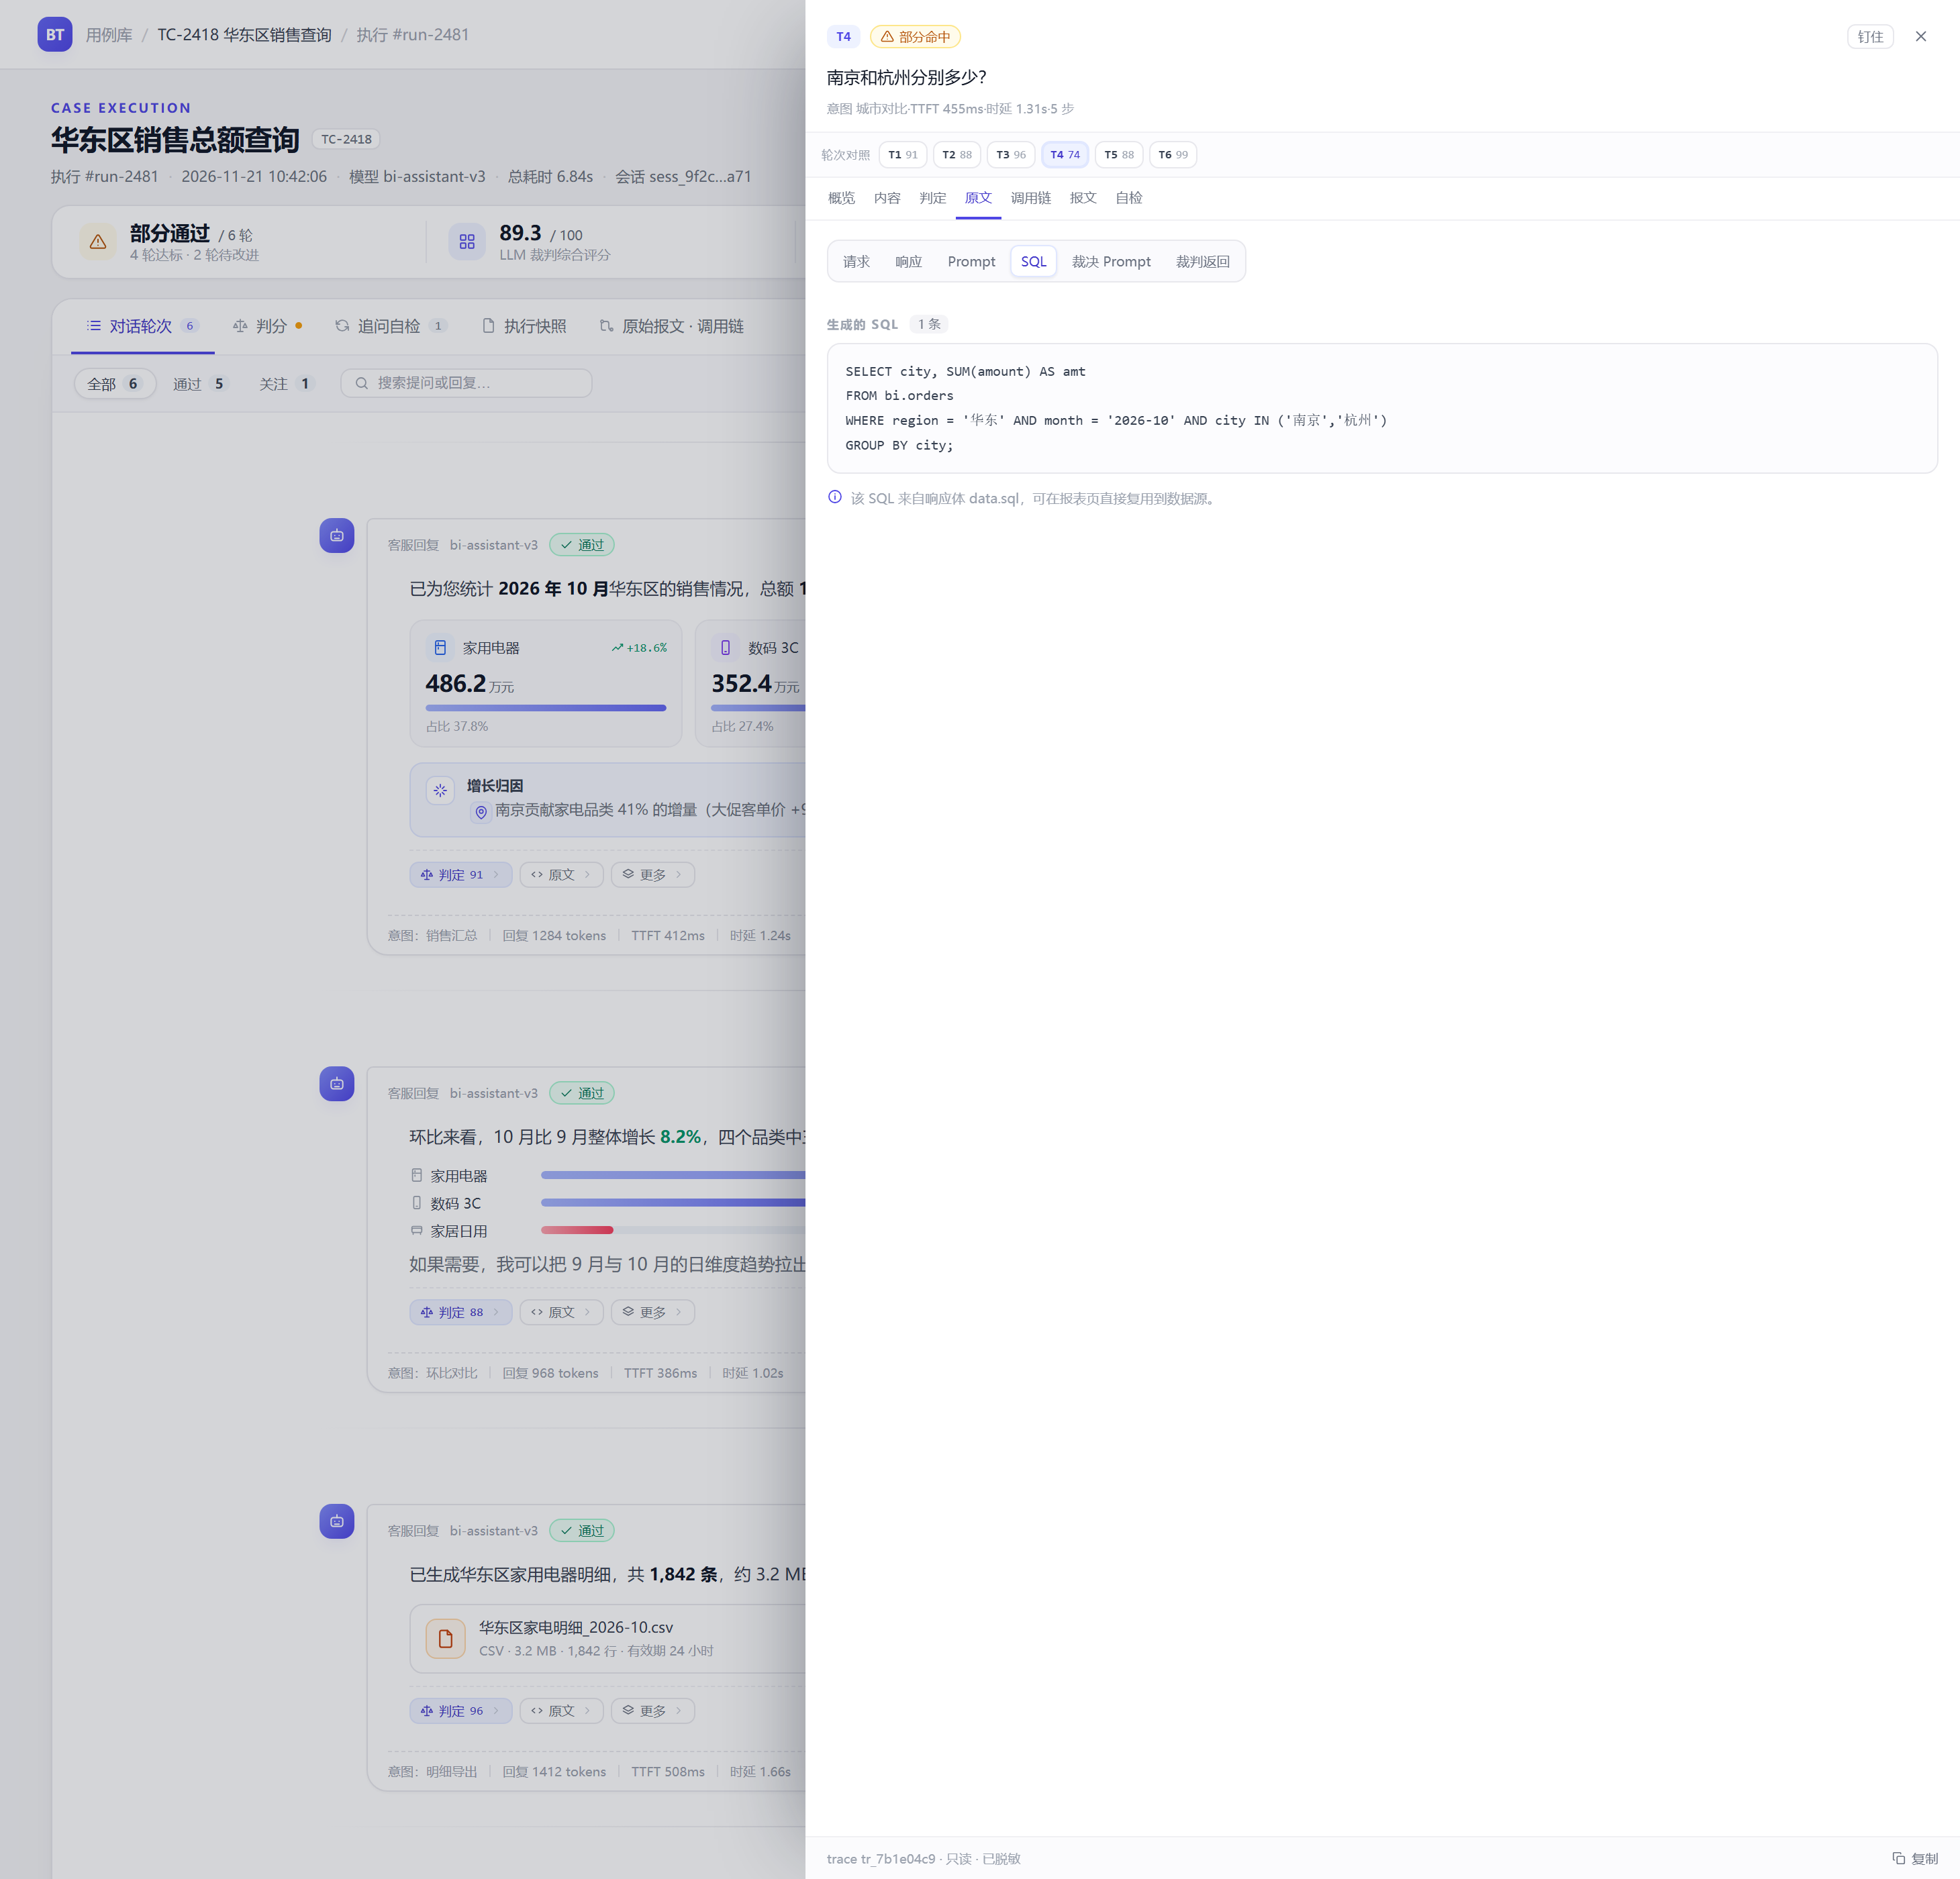 BT 用例库 / TC-2418 华东区销售查询 / 执行 #run-2481
CASE EXECUTION
华东区销售总额查询 TC-2418
执行 #run-2481 · 2026-11-21 10:42:06 · 模型 bi-assistant-v3 · 总耗时 6.84s · 会话 sess_9f2c…a71
部分通过 / 6 轮
4 轮达标 · 2 轮待改进
89.3 / 100
LLM 裁判综合评分
对话轮次 6 判分 追问自检 1 执行快照 原始报文 · 调用链
全部 6 通过 5 关注 1 搜索提问或回复…
客服回复 bi-assistant-v3 通过
已为您统计 2026 年 10 月华东区的销售情况，总额 1
家用电器 +18.6%
486.2 万元
占比 37.8%
数码 3C
352.4 万元
占比 27.4%
增长归因
南京贡献家电品类 41% 的增量（大促客单价 +9
判定 91 原文 更多
意图：销售汇总 回复 1284 tokens TTFT 412ms 时延 1.24s
客服回复 bi-assistant-v3 通过
环比来看，10 月比 9 月整体增长 8.2%，四个品类中
家用电器
数码 3C
家居日用
如果需要，我可以把 9 月与 10 月的日维度趋势拉出
判定 88 原文 更多
意图：环比对比 回复 968 tokens TTFT 386ms 时延 1.02s
客服回复 bi-assistant-v3 通过
已生成华东区家用电器明细，共 1,842 条，约 3.2 MB
华东区家电明细_2026-10.csv
CSV · 3.2 MB · 1,842 行 · 有效期 24 小时
判定 96 原文 更多
意图：明细导出 回复 1412 tokens TTFT 508ms 时延 1.66s
T4 部分命中 钉住
南京和杭州分别多少？
意图 城市对比·TTFT 455ms·时延 1.31s·5 步
轮次对照 T1 91 T2 88 T3 96 T4 74 T5 88 T6 99
概览 内容 判定 原文 调用链 报文 自检
请求 响应 Prompt SQL 裁决 Prompt 裁判返回
生成的 SQL 1 条
SELECT city, SUM(amount) AS amt
FROM bi.orders
WHERE region = '华东' AND month = '2026-10' AND city IN ('南京','杭州')
GROUP BY city;
该 SQL 来自响应体 data.sql，可在报表页直接复用到数据源。
trace tr_7b1e04c9 · 只读 · 已脱敏 复制